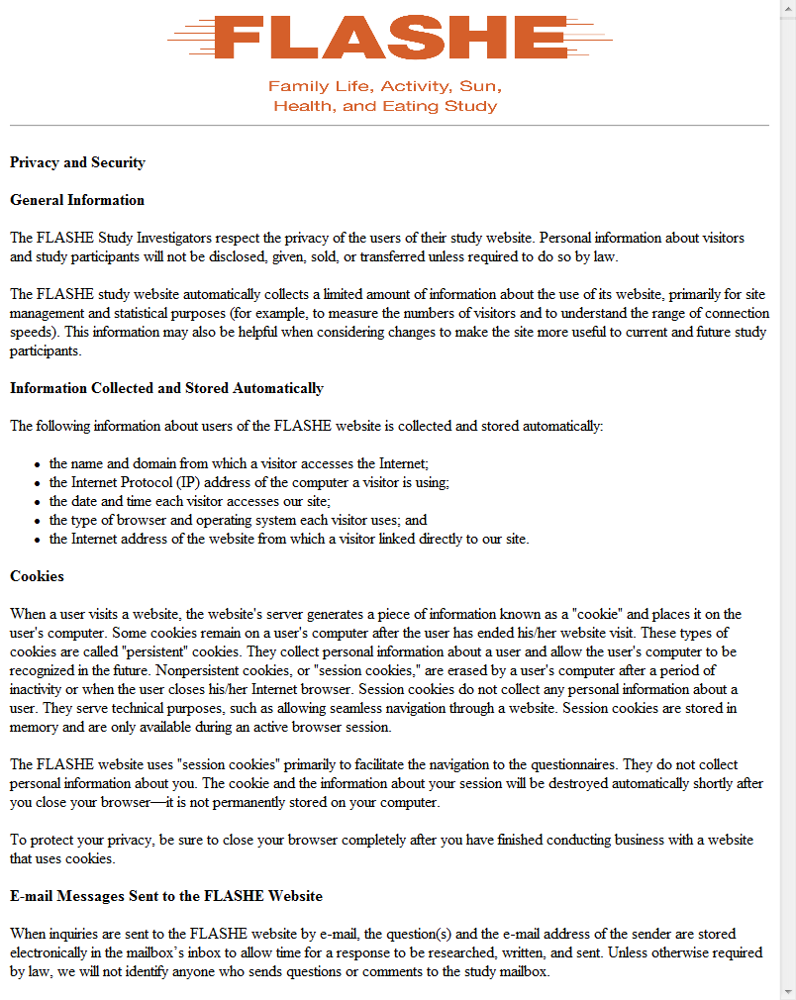 FLASHE
Family Life, Activity, Sun,
Health, and Eating Study
Privacy and Security
General Information
The FLASHE Study Investigators respect the privacy of the users of their study website. Personal information about visitors
and study participants will not be disclosed, given, sold, or transferred unless required to do so by law.
The FLASHE study website automatically collects a limited amount of information about the use of its website, primarily for site
management and statistical purposes (for example, to measure the numbers of visitors and to understand the range of connection
speeds). This information may also be helpful when considering changes to make the site more useful to current and future study
participants.
Information Collected and Stored Automatically
The following information about users of the FLASHE website is collected and stored automatically:
• the name and domain from which a visitor accesses the Internet;
• the Internet Protocol (IP) address of the computer a visitor is using;
• the date and time each visitor accesses our site;
• the type of browser and operating system each visitor uses; and
• the Internet address of the website from which a visitor linked directly to our site.
Cookies
When a user visits a website, the website's server generates a piece of information known as a "cookie" and places it on the
user's computer. Some cookies remain on a user's computer after the user has ended his/her website visit. These types of
cookies are called "persistent" cookies. They collect personal information about a user and allow the user's computer to be
recognized in the future. Nonpersistent cookies, or "session cookies," are erased by a user's computer after a period of
inactivity or when the user closes his/her Internet browser. Session cookies do not collect any personal information about a
user. They serve technical purposes, such as allowing seamless navigation through a website. Session cookies are stored in
memory and are only available during an active browser session.
The FLASHE website uses "session cookies" primarily to facilitate the navigation to the questionnaires. They do not collect
personal information about you. The cookie and the information about your session will be destroyed automatically shortly after
you close your browser—it is not permanently stored on your computer.
To protect your privacy, be sure to close your browser completely after you have finished conducting business with a website
that uses cookies.
E-mail Messages Sent to the FLASHE Website
When inquiries are sent to the FLASHE website by e-mail, the question(s) and the e-mail address of the sender are stored
electronically in the mailbox’s inbox to allow time for a response to be researched, written, and sent. Unless otherwise required
by law, we will not identify anyone who sends questions or comments to the study mailbox.